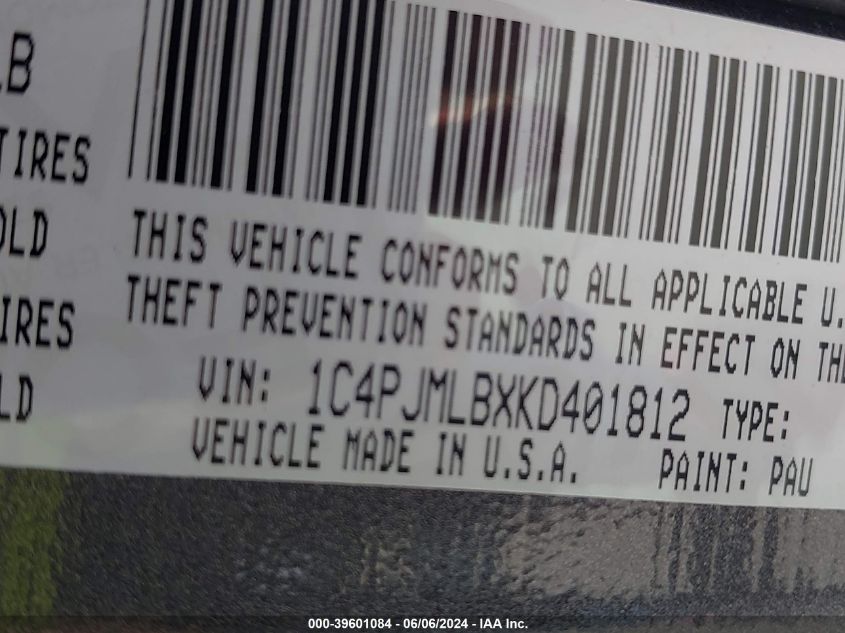 LB
TIRES
OLD
IRES
LD
THIS VEHICLE CONFORMS TO ALL APPLICABLE U.
THEFT PREVENTION STANDARDS IN EFFECT ON THE
VIN: 1C4PJMLBXKD401812 TYPE:
VEHICLE MADE IN U.S.A. PAINT: PAU
000-39601084 - 06/06/2024 - IAA Inc.